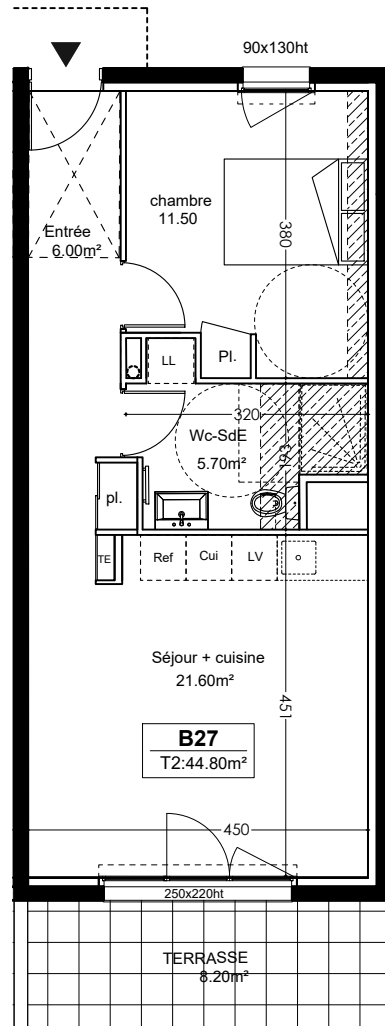 90x130ht
chambre
11.50
380
Entrée
6.00m²
LL
Pl.
320
Wc-SdE
5.70m²
193
pl.
TE
Ref
Cui
LV
Séjour + cuisine
21.60m²
451
B27
T2:44.80m²
450
250x220ht
TERRASSE
8.20m²